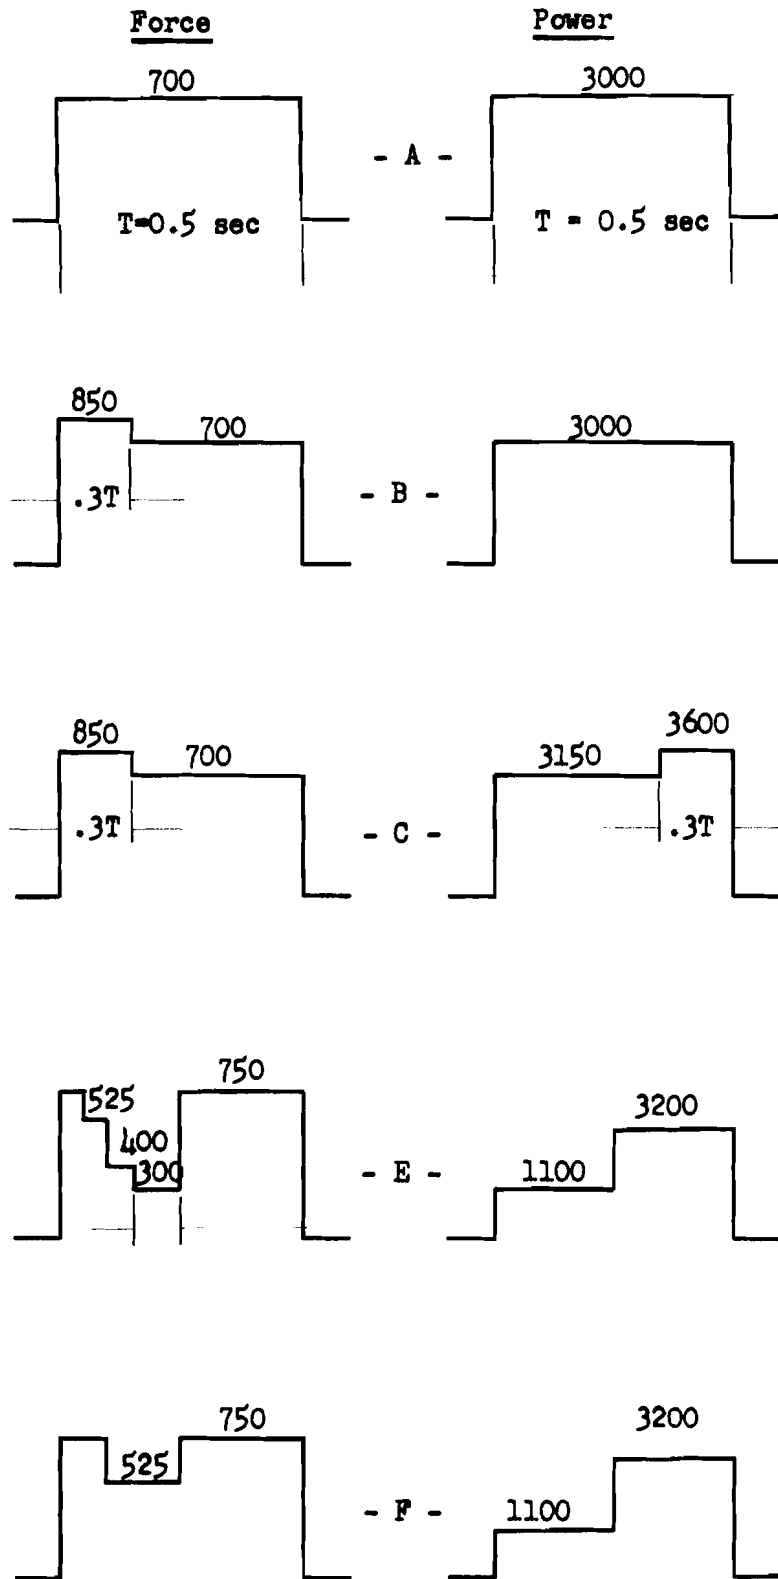 Force Power
700 3000
- A -
T=0.5 sec T = 0.5 sec
850
700 3000
.3T - B -
850 3600
700 3150
.3T - C - .3T
750
525 3200
400
300 - E - 1100
750 3200
525 - F - 1100